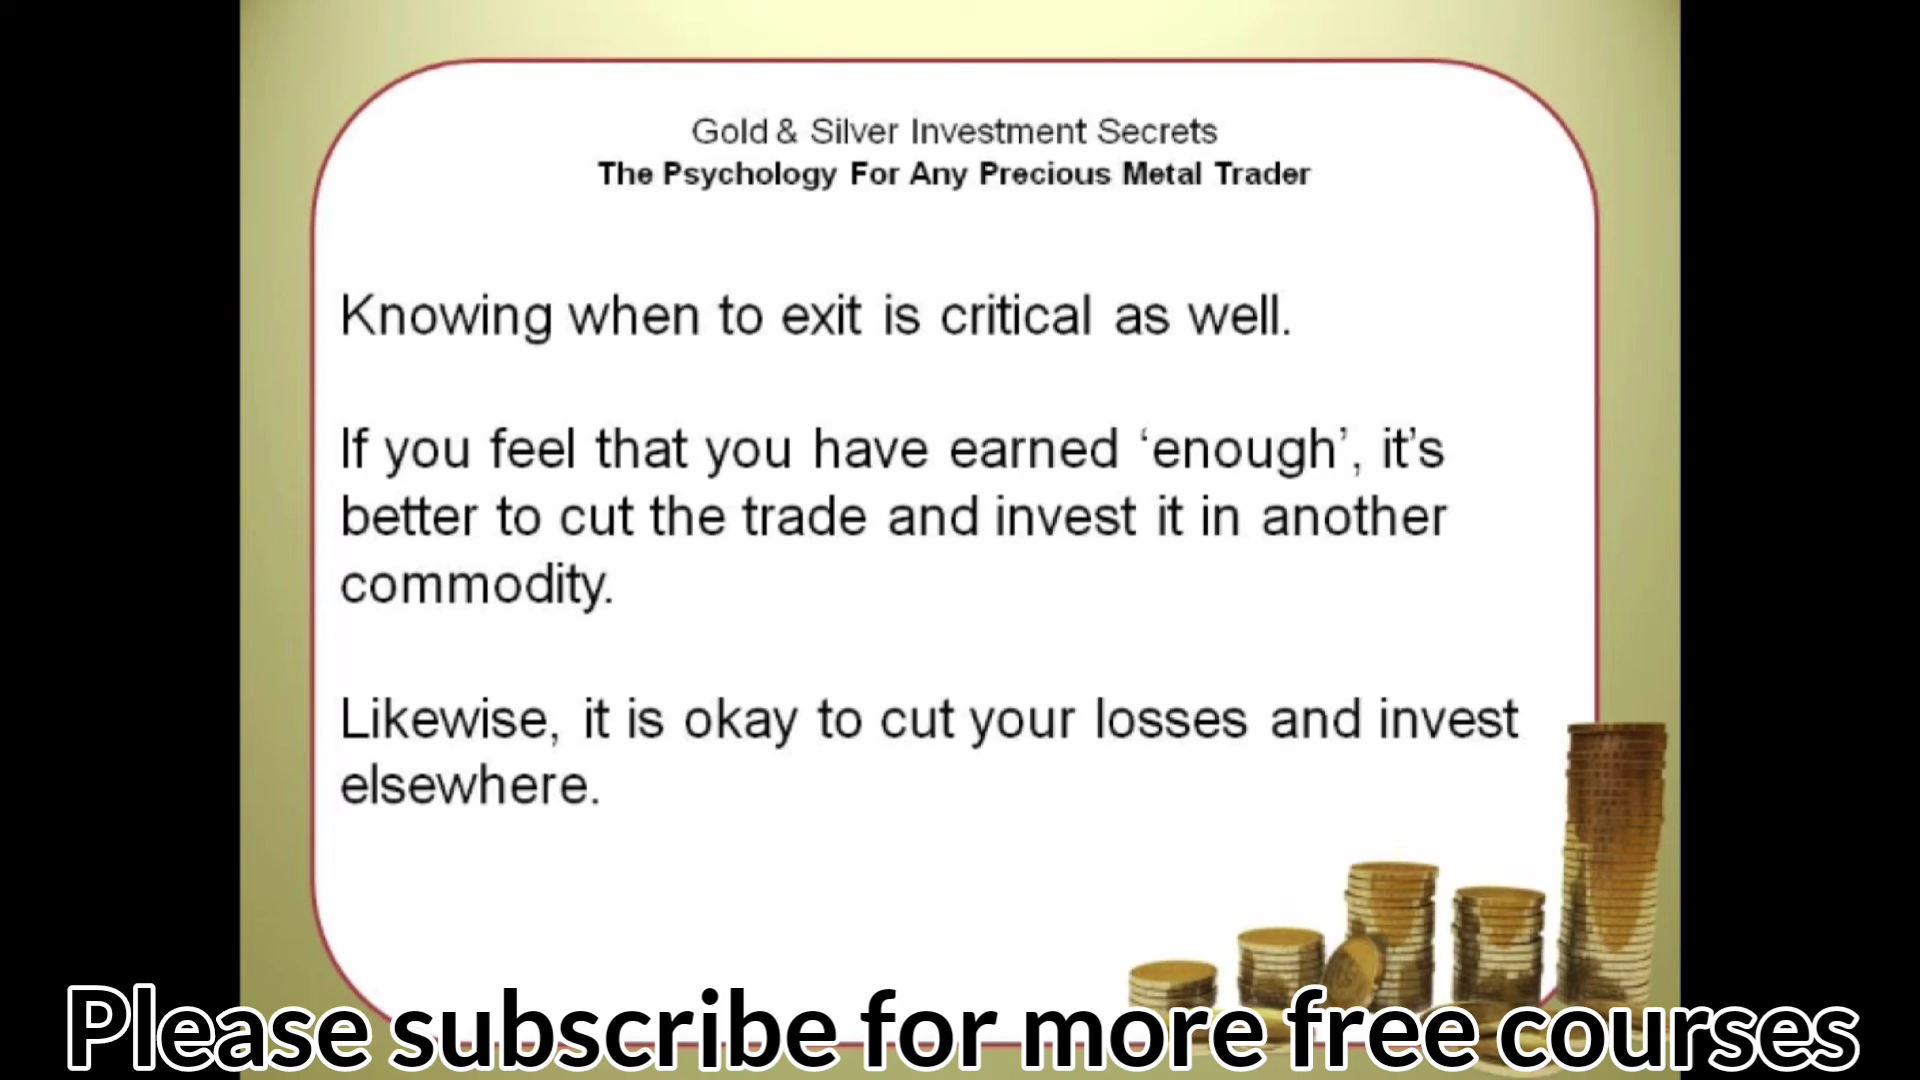 Gold & Silver Investment Secrets
The Psychology For Any Precious Metal Trader
Knowing when to exit is critical as well.
If you feel that you have earned ‘enough’, it’s
better to cut the trade and invest it in another
commodity.
Likewise, it is okay to cut your losses and invest
elsewhere.
Please subscribe for more free courses